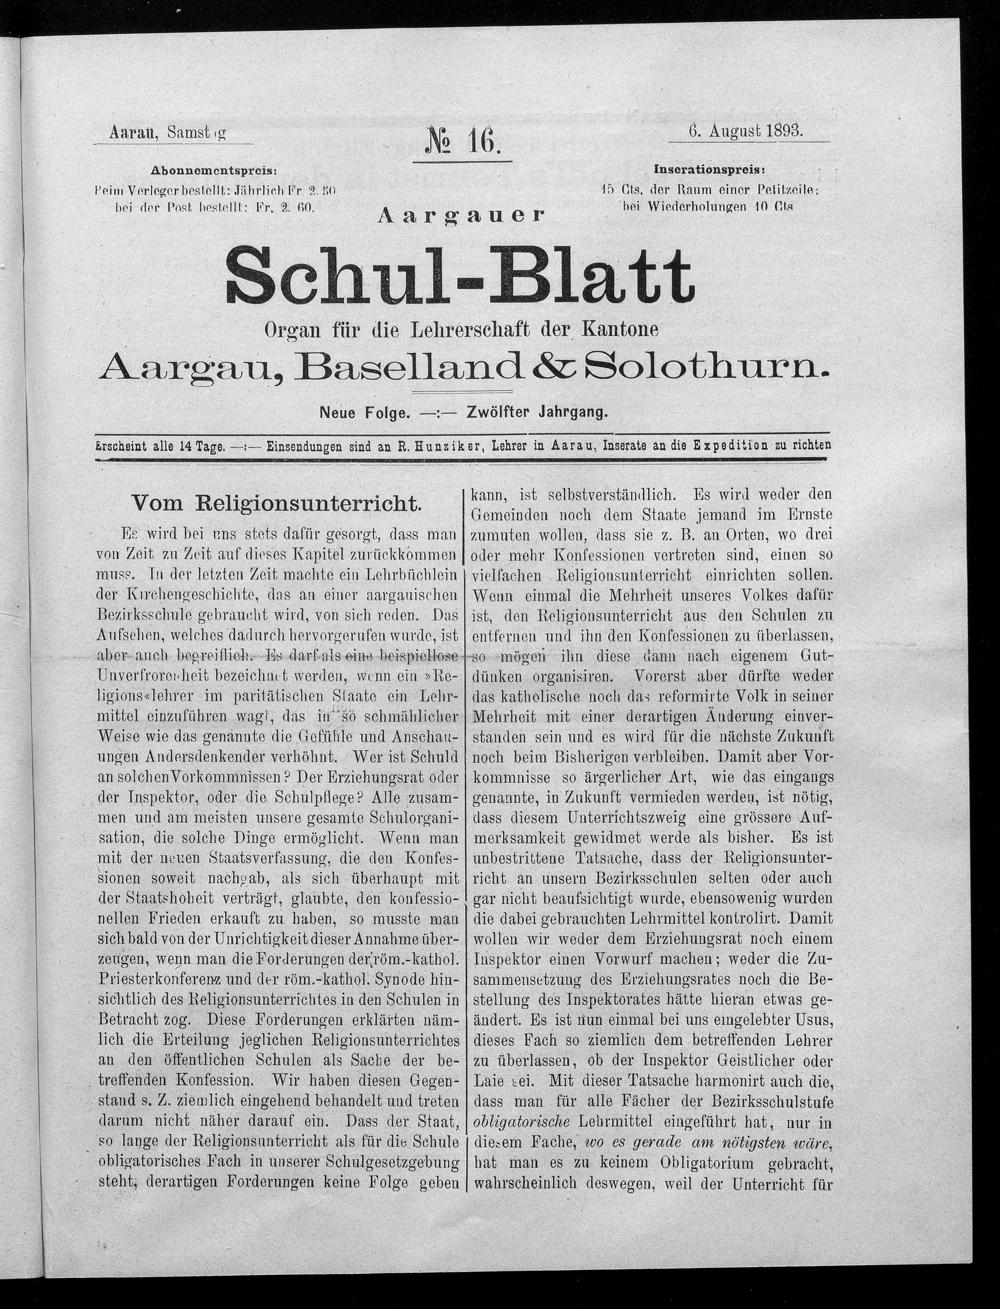 Aarau, Samstag
№ 16.
6. August 1893.
Abonnementspreis:
Beim Verleger bestellt: Jährlich Fr. 2. 50
bei der Post bestellt: Fr. 2. 60.
Inserationspreis:
15 Cts. der Raum einer Petitzeile;
bei Wiederholungen 10 Cts
Aargauer
Schul-Blatt
Organ für die Lehrerschaft der Kantone
Aargau, Baselland & Solothurn.
Neue Folge. —:— Zwölfter Jahrgang.
Erscheint alle 14 Tage. —:— Einsendungen sind an R. Hunziker, Lehrer in Aarau, Inserate an die Expedition zu richten
Vom Religionsunterricht.
Es wird bei uns stets dafür gesorgt, dass man
von Zeit zu Zeit auf dieses Kapitel zurückkommen
muss. In der letzten Zeit machte ein Lehrbüchlein
der Kirchengeschichte, das an einer aargauischen
Bezirksschule gebraucht wird, von sich reden. Das
Aufsehen, welches dadurch hervorgerufen wurde, ist
aber auch begreiflich. Es darf als eine beispiellose
Unverfrorenheit bezeichnet werden, wenn ein »Re-
ligions«lehrer im paritätischen Staate ein Lehr-
mittel einzuführen wagt, das in so schmählicher
Weise wie das genannte die Gefühle und Anschau-
ungen Andersdenkender verhöhnt. Wer ist Schuld
an solchen Vorkommnissen? Der Erziehungsrat oder
der Inspektor, oder die Schulpflege? Alle zusam-
men und am meisten unsere gesamte Schulorgani-
sation, die solche Dinge ermöglicht. Wenn man
mit der neuen Staatsverfassung, die den Konfes-
sionen soweit nachgab, als sich überhaupt mit
der Staatshoheit verträgt, glaubte, den konfessio-
nellen Frieden erkauft zu haben, so musste man
sich bald von der Unrichtigkeit dieser Annahme über-
zeugen, wenn man die Forderungen der röm.-kathol.
Priesterkonferenz und der röm.-kathol. Synode hin-
sichtlich des Religionsunterrichtes in den Schulen in
Betracht zog. Diese Forderungen erklärten näm-
lich die Erteilung jeglichen Religionsunterrichtes
an den öffentlichen Schulen als Sache der be-
treffenden Konfession. Wir haben diesen Gegen-
stand s. Z. ziemlich eingehend behandelt und treten
darum nicht näher darauf ein. Dass der Staat,
so lange der Religionsunterricht als für die Schule
obligatorisches Fach in unserer Schulgesetzgebung
steht, derartigen Forderungen keine Folge geben
kann, ist selbstverständlich. Es wird weder den
Gemeinden noch dem Staate jemand im Ernste
zumuten wollen, dass sie z. B. an Orten, wo drei
oder mehr Konfessionen vertreten sind, einen so
vielfachen Religionsunterricht einrichten sollen.
Wenn einmal die Mehrheit unseres Volkes dafür
ist, den Religionsunterricht aus den Schulen zu
entfernen und ihn den Konfessionen zu überlassen,
so mögen ihn diese dann nach eigenem Gut-
dünken organisiren. Vorerst aber dürfte weder
das katholische noch das reformirte Volk in seiner
Mehrheit mit einer derartigen Änderung einver-
standen sein und es wird für die nächste Zukunft
noch beim Bisherigen verbleiben. Damit aber Vor-
kommnisse so ärgerlicher Art, wie das eingangs
genannte, in Zukunft vermieden werden, ist nötig,
dass diesem Unterrichtszweig eine grössere Auf-
merksamkeit gewidmet werde als bisher. Es ist
unbestrittene Tatsache, dass der Religionsunter-
richt an unsern Bezirksschulen selten oder auch
gar nicht beaufsichtigt wurde, ebensowenig wurden
die dabei gebrauchten Lehrmittel kontrolirt. Damit
wollen wir weder dem Erziehungsrat noch einem
Inspektor einen Vorwurf machen; weder die Zu-
sammensetzung des Erziehungsrates noch die Be-
stellung des Inspektorates hätte hieran etwas ge-
ändert. Es ist nun einmal bei uns eingelebter Usus,
dieses Fach so ziemlich dem betreffenden Lehrer
zu überlassen, ob der Inspektor Geistlicher oder
Laie sei. Mit dieser Tatsache harmonirt auch die,
dass man für alle Fächer der Bezirksschulstufe
obligatorische Lehrmittel eingeführt hat, nur in
diesem Fache, wo es gerade am nötigsten wäre,
hat man es zu keinem Obligatorium gebracht,
wahrscheinlich deswegen, weil der Unterricht für